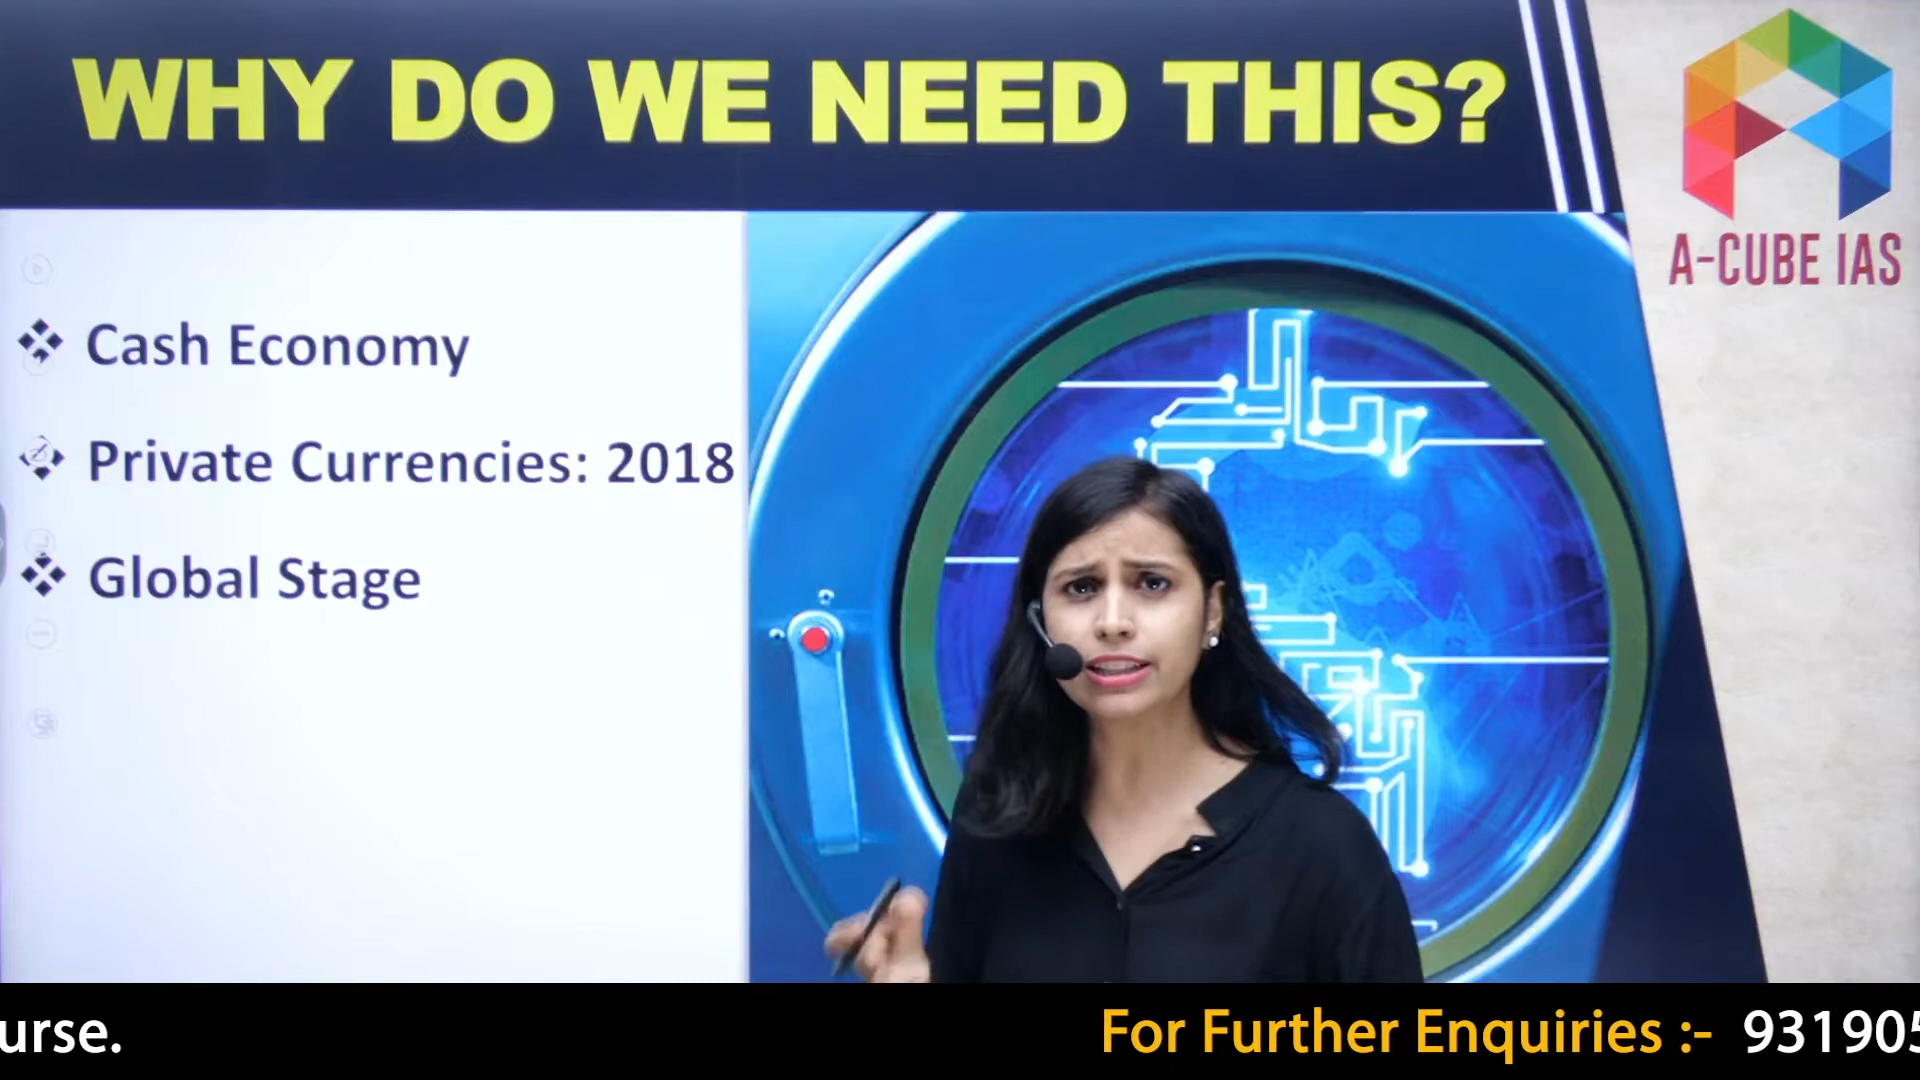 WHY DO WE NEED THIS?
A-CUBE IAS
Cash Economy
Private Currencies: 2018
Global Stage
urse.
For Further Enquiries :- 931905